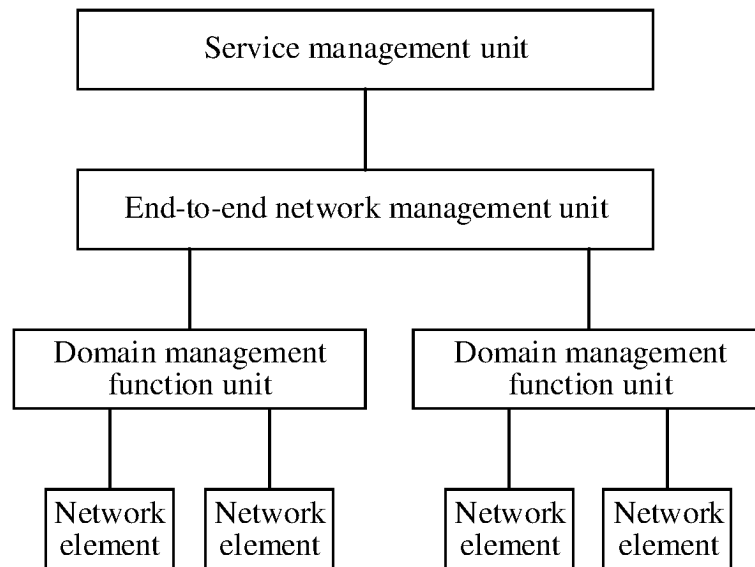 Service management unit
End-to-end network management unit
Domain management
function unit
Domain management
function unit
Network
element
Network
element
Network
element
Network
element